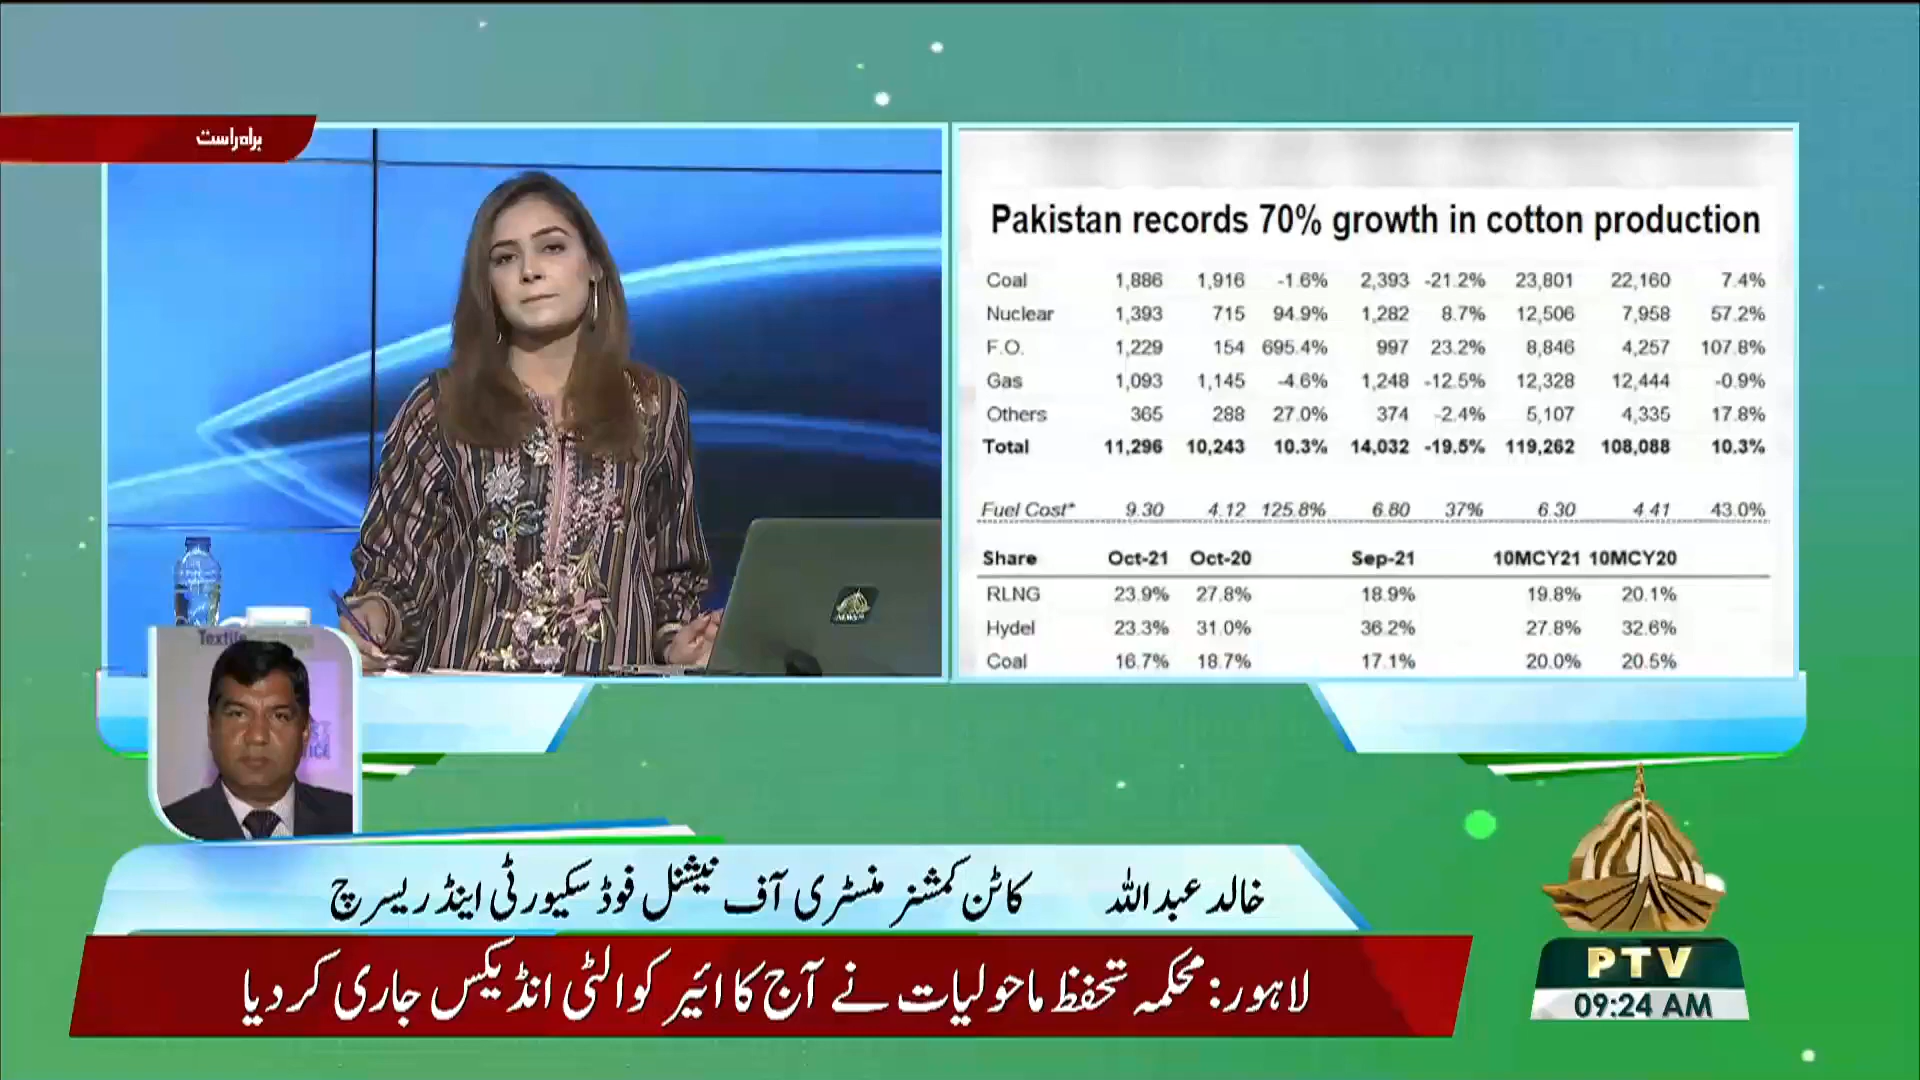 براہ راست
Pakistan records 70% growth in cotton production
Coal 1,886 1,916 -1.6% 2,393 -21.2% 23,801 22,160 7.4%
Nuclear 1,393 715 94.9% 1,282 8.7% 12,506 7,958 57.2%
F.O. 1,229 154 695.4% 997 23.2% 8,846 4,257 107.8%
Gas 1,093 1,145 -4.6% 1,248 -12.5% 12,328 12,444 -0.9%
Others 365 288 27.0% 374 -2.4% 5,107 4,335 17.8%
Total 11,296 10,243 10.3% 14,032 -19.5% 119,262 108,088 10.3%
Fuel Cost* 9.30 4.12 125.8% 6.80 37% 6.30 4.41 43.0%
Share Oct-21 Oct-20 Sep-21 10MCY21 10MCY20
RLNG 23.9% 27.8% 18.9% 19.8% 20.1%
Hydel 23.3% 31.0% 36.2% 27.8% 32.6%
Coal 16.7% 18.7% 17.1% 20.0% 20.5%
NEWS
Textile
خالد عبداللہ کاٹن کمشنر منسٹری آف نیشنل فوڈ سکیورٹی اینڈ ریسرچ
لاہور: محکمہ تحفظ ماحولیات نے آج کا ائیر کوالٹی انڈیکس جاری کردیا
PTV
09:24 AM